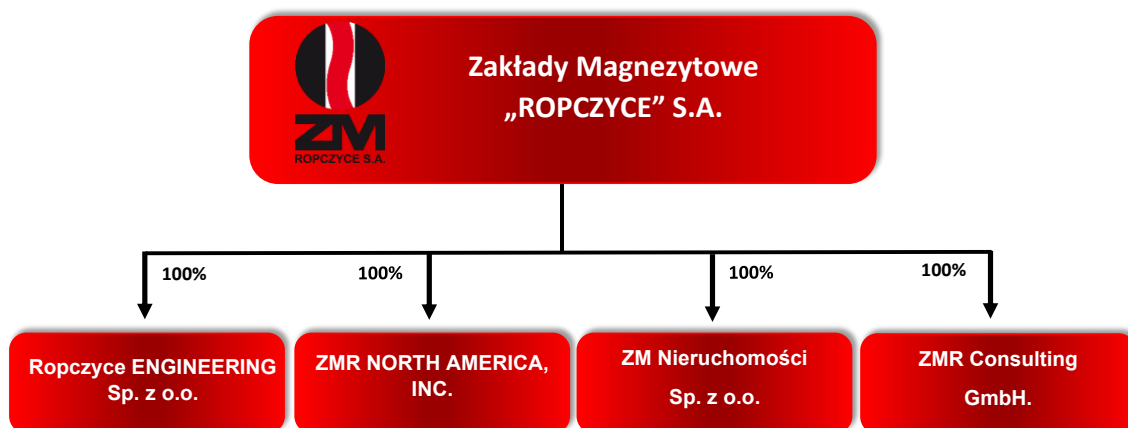 Zakłady Magnezytowe
„ROPCZYCE” S.A.
ZM
ROPCZYCE S.A.
100%
100%
100%
100%
Ropczyce ENGINEERING
Sp. z o.o.
ZMR NORTH AMERICA,
INC.
ZM Nieruchomości
Sp. z o.o.
ZMR Consulting
GmbH.